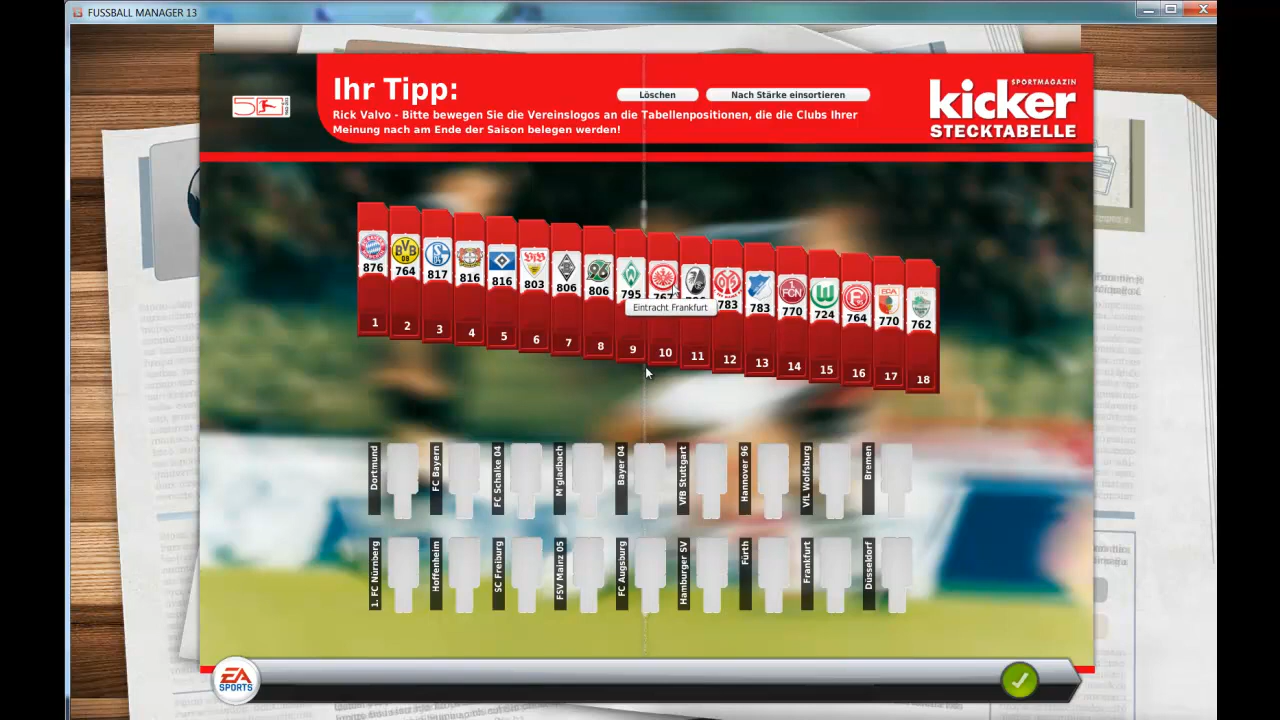 FUSSBALL MANAGER 13
Ihr Tipp:
Löschen
Nach Stärke einsortieren
Rick Valvo - Bitte bewegen Sie die Vereinslogos an die Tabellenpositionen, die die Clubs Ihrer
Meinung nach am Ende der Saison belegen werden!
SPORTMAGAZIN
kicker
STECKTABELLE
876 764 817 816 816 803 806 806 795 767 783 783 770 724 764 770 762
Eintracht Frankfurt
1 2 3 4 5 6 7 8 9 10 11 12 13 14 15 16 17 18
Dortmund
FC Bayern
FC Schalke 04
M'gladbach
Bayer 04
VfB Stuttgart
Hannover 96
VfL Wolfsburg
Bremen
1. FC Nürnberg
Hoffenheim
SC Freiburg
FSV Mainz 05
FC Augsburg
Hamburger SV
Fürth
Frankfurt
Düsseldorf
EA
SPORTS